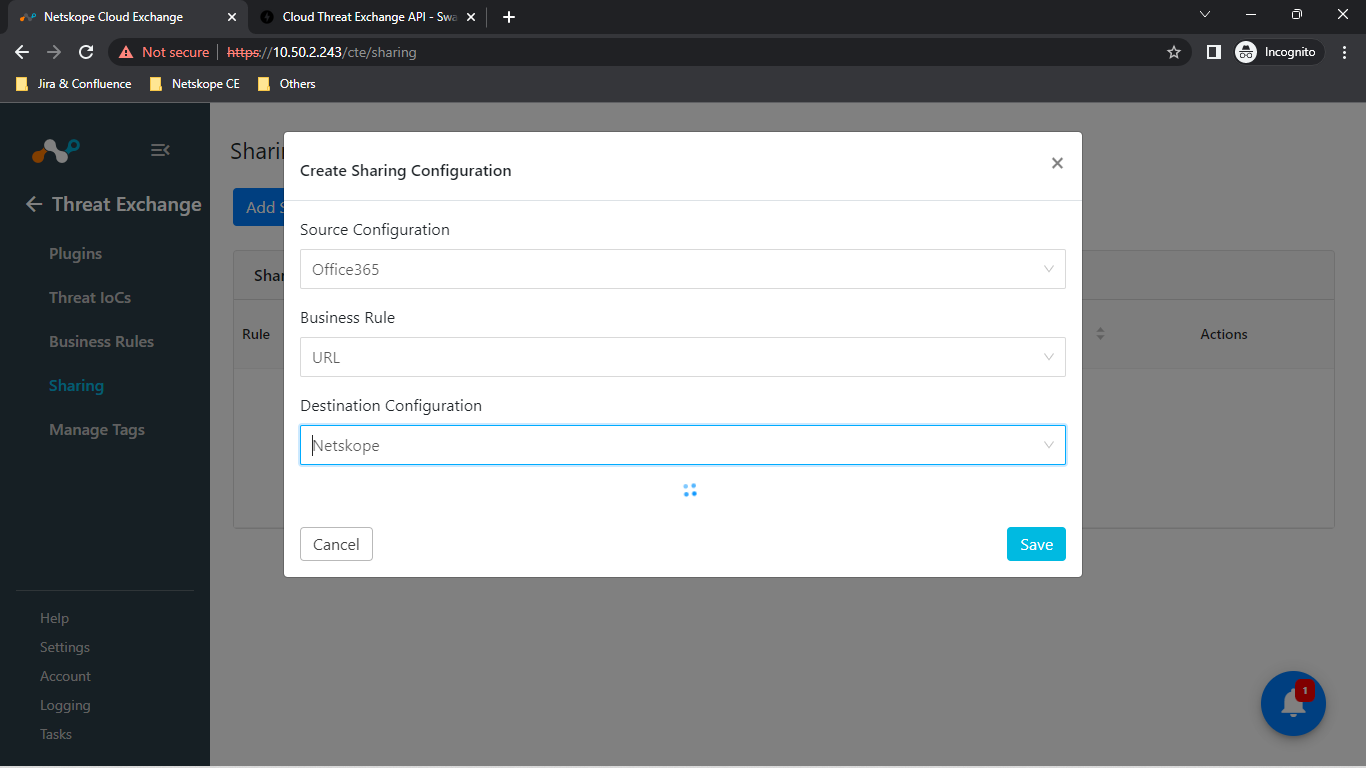 Netskope Cloud Exchange
Cloud Threat Exchange API - Swa
Not secure
https://10.50.2.243/cte/sharing
Incognito
Jira & Confluence
Netskope CE
Others
Threat Exchange
Plugins
Threat IoCs
Business Rules
Sharing
Manage Tags
Help
Settings
Account
Logging
Tasks
Shari
Add S
Shar
Rule
Actions
Create Sharing Configuration
Source Configuration
Office365
Business Rule
URL
Destination Configuration
Netskope
Cancel
Save
1